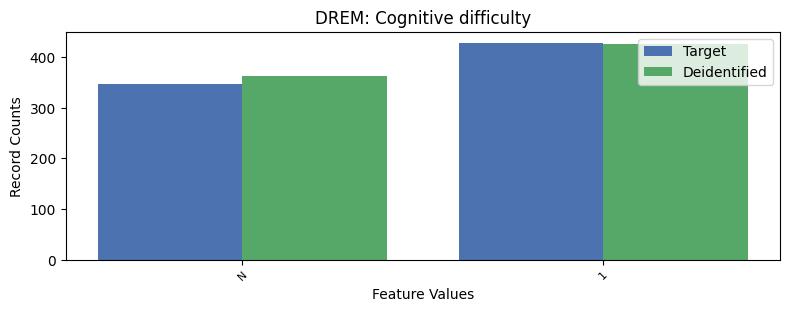 DREM: Cognitive difficulty
Target
Deidentified
Record Counts
400
300
200
100
0
N
1
Feature Values